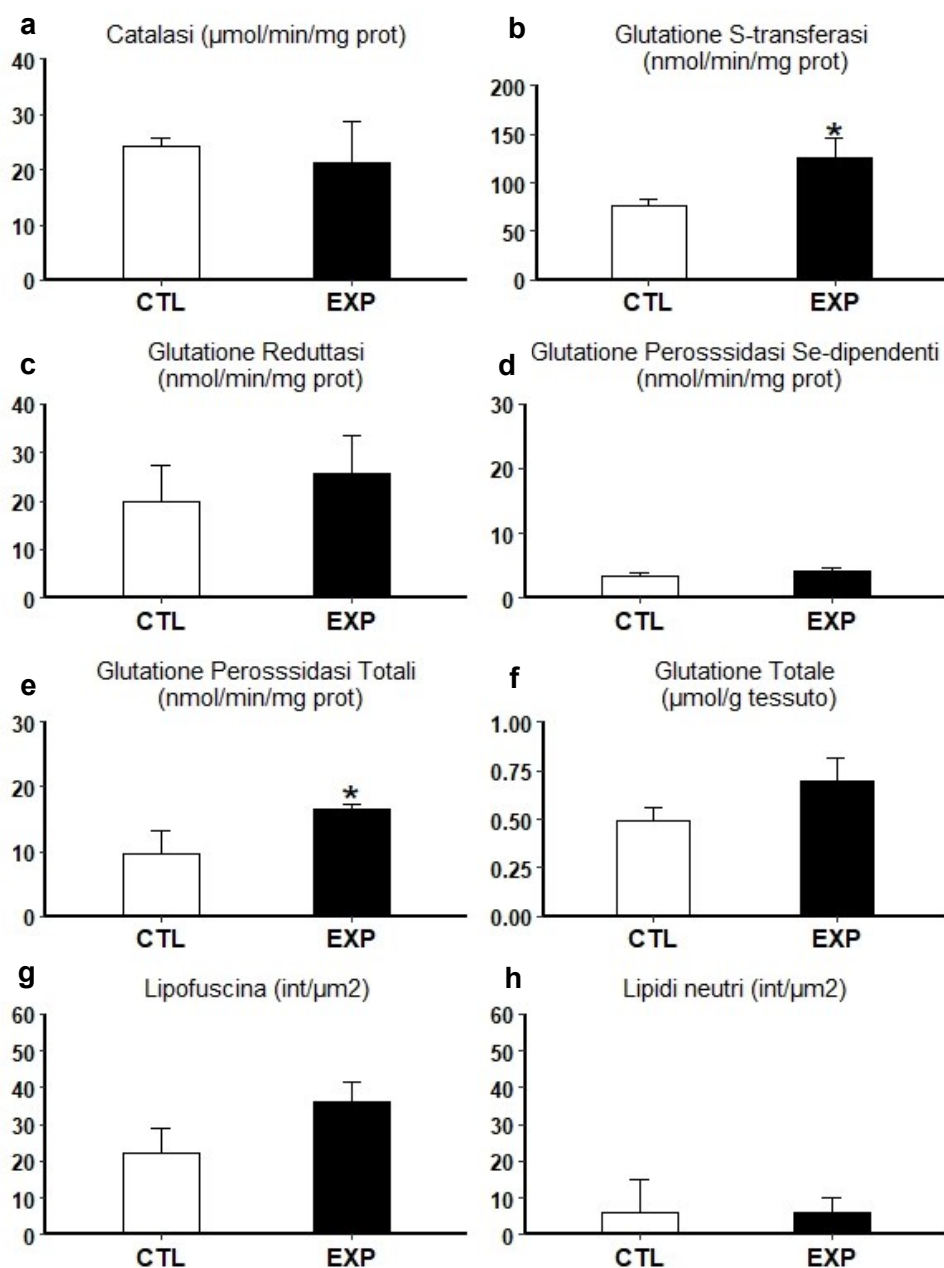 a
Catalasi (µmol/min/mg prot)
40
30
20
10
0
CTL EXP
b
Glutatione S-transferasi
(nmol/min/mg prot)
200
150
100
50
0
*
CTL EXP
c
Glutatione Reduttasi
(nmol/min/mg prot)
40
30
20
10
0
CTL EXP
d
Glutatione Perosssidasi Se-dipendenti
(nmol/min/mg prot)
30
20
10
0
CTL EXP
e
Glutatione Perosssidasi Totali
(nmol/min/mg prot)
30
20
10
0
*
CTL EXP
f
Glutatione Totale
(µmol/g tessuto)
1.00
0.75
0.50
0.25
0.00
CTL EXP
g
Lipofuscina (int/µm2)
60
50
40
30
20
10
0
CTL EXP
h
Lipidi neutri (int/µm2)
60
50
40
30
20
10
0
CTL EXP